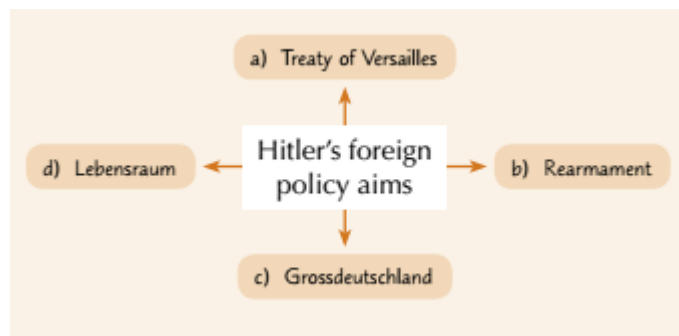 a) Treaty of Versailles
d) Lebensraum
Hitler's foreign
policy aims
b) Rearmament
c) Grossdeutschland